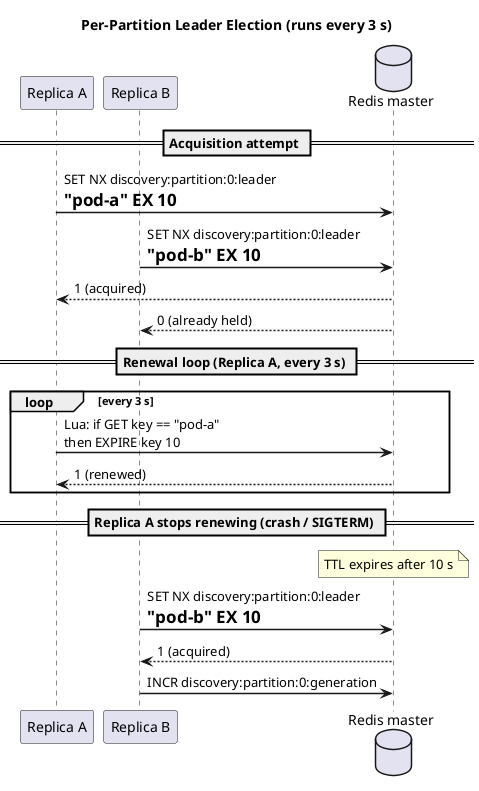 Per-Partition Leader Election (runs every 3 s)
Replica A
Replica B
Redis master
Acquisition attempt
SET NX discovery:partition:0:leader
"pod-a" EX 10
SET NX discovery:partition:0:leader
"pod-b" EX 10
1 (acquired)
0 (already held)
Renewal loop (Replica A, every 3 s)
loop
[every 3 s]
Lua: if GET key == "pod-a"
then EXPIRE key 10
1 (renewed)
Replica A stops renewing (crash / SIGTERM)
TTL expires after 10 s
SET NX discovery:partition:0:leader
"pod-b" EX 10
1 (acquired)
INCR discovery:partition:0:generation
Replica A
Replica B
Redis master